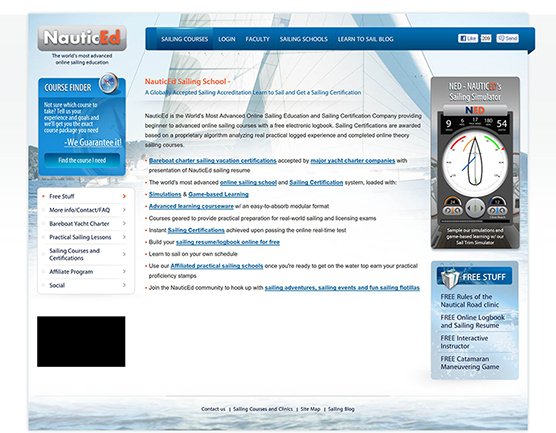 NauticEd
The world's most advanced
online sailing education
SAILING COURSES LOGIN FACULTY SAILING SCHOOLS LEARN TO SAIL BLOG
Like 209 Send
COURSE FINDER
Not sure which course to
take? Tell us your
experience and goals and
we'll get you the exact
course package you need
-We Guarantee it!
Find the course I need
Free Stuff
More info/Contact/FAQ
Bareboat Yacht Charter
Practical Sailing Lessons
Sailing Courses and
Certifications
Affiliate Program
Social
NauticEd Sailing School -
A Globally Accepted Sailing Accreditation Learn to Sail and Get a Sailing Certification
NauticEd is the World's Most Advanced Online Sailing Education and Sailing Certification Company providing
beginner to advanced online sailing courses with a free electronic logbook. Sailing Certifications are awarded
based on a proprietary algorithm analyzing real practical logged experience and completed online theory
sailing courses.
• Bareboat charter sailing vacation certifications accepted by major yacht charter companies with
presentation of NauticEd sailing resume
• The world's most advanced online sailing school and Sailing Certification system, loaded with:
• Simulations & Game-based Learning
• Advanced learning courseware w/ an easy-to-absorb modular format
• Courses geared to provide practical preparation for real-world sailing and licensing exams
• Instant Sailing Certifications achieved upon passing the online real-time test
• Build your sailing resume/logbook online for free
• Learn to sail on your own schedule
• Use our Affiliated practical sailing schools once you're ready to get on the water top earn your practical
proficiency stamps
• Join the NauticEd community to hook up with sailing adventures, sailing events and fun sailing flotillas
NED - NAUTICEd's
Sailing Simulator
NED
9 6 17 180 54
24 24
Sample our simulations and
game-based learning w/ our
Sail Trim Simulator
FREE STUFF
FREE Rules of the
Nautical Road clinic
FREE Online Logbook
and Sailing Resume
FREE Interactive
Instructor
FREE Catamaran
Maneuvering Game
Contact us | Sailing Courses and Clinics | Site Map | Sailing Blog